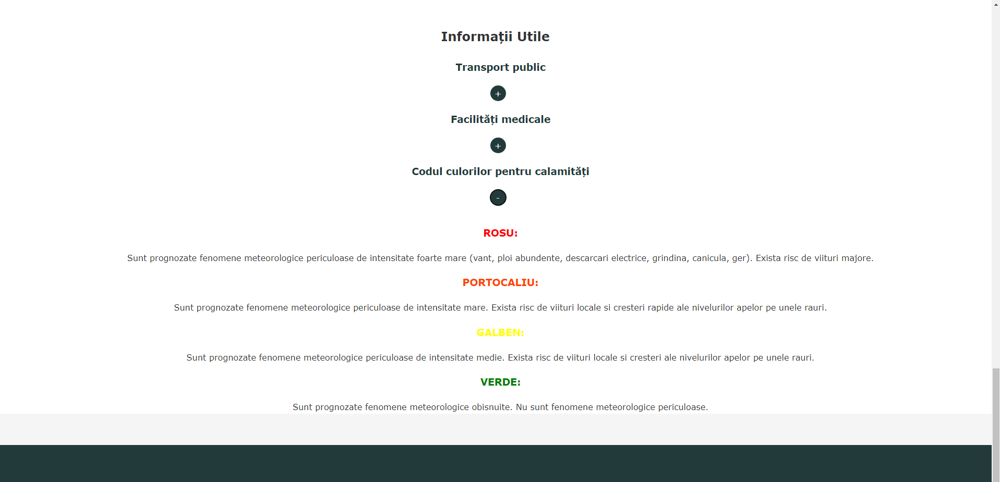 Informații Utile
Transport public
+
Facilități medicale
+
Codul culorilor pentru calamități
-
ROSU:
Sunt prognozate fenomene meteorologice periculoase de intensitate foarte mare (vant, ploi abundente, descarcari electrice, grindina, canicula, ger). Exista risc de viituri majore.
PORTOCALIU:
Sunt prognozate fenomene meteorologice periculoase de intensitate mare. Exista risc de viituri locale si cresteri rapide ale nivelurilor apelor pe unele rauri.
GALBEN:
Sunt prognozate fenomene meteorologice periculoase de intensitate medie. Exista risc de viituri locale si cresteri ale nivelurilor apelor pe unele rauri.
VERDE:
Sunt prognozate fenomene meteorologice obisnuite. Nu sunt fenomene meteorologice periculoase.